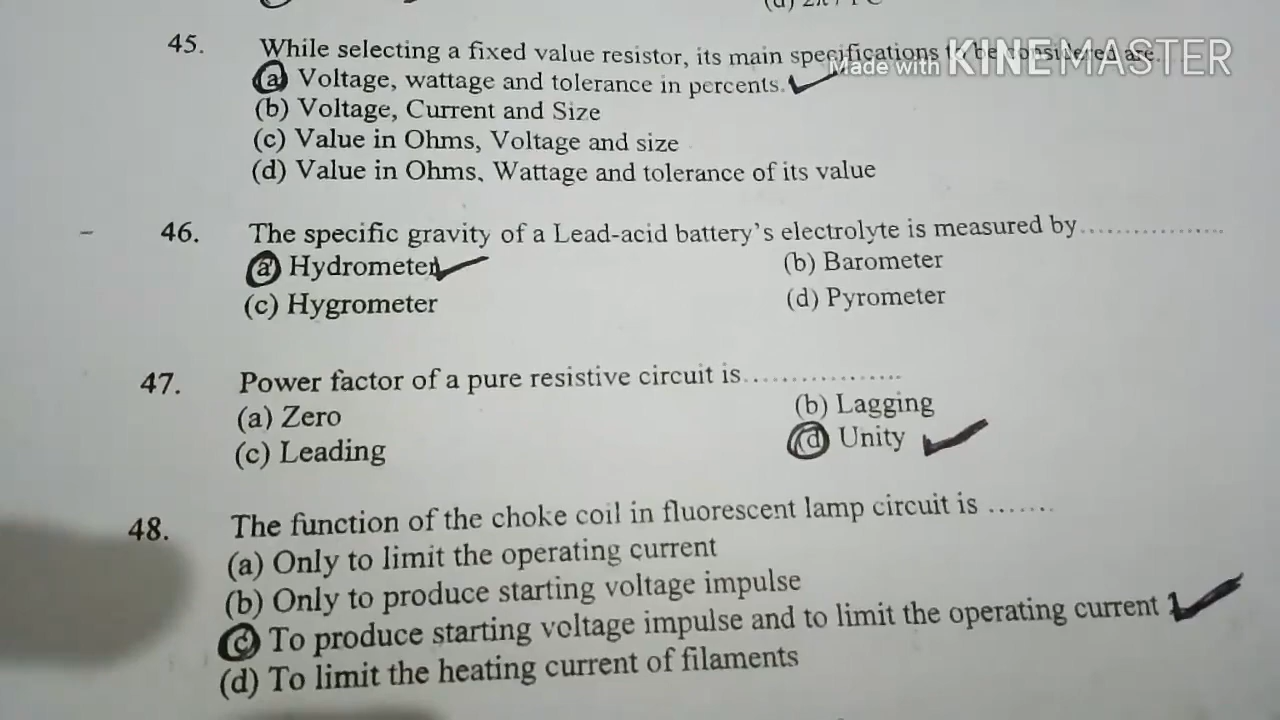 45. While selecting a fixed value resistor, its main specifications to be considered are.
Made with KINEMASTER
(a) Voltage, wattage and tolerance in percents.
(b) Voltage, Current and Size
(c) Value in Ohms, Voltage and size
(d) Value in Ohms, Wattage and tolerance of its value
46. The specific gravity of a Lead-acid battery's electrolyte is measured by..................
(a) Hydrometer (b) Barometer
(c) Hygrometer (d) Pyrometer
47. Power factor of a pure resistive circuit is..................
(a) Zero (b) Lagging
(c) Leading (d) Unity
48. The function of the choke coil in fluorescent lamp circuit is .......
(a) Only to limit the operating current
(b) Only to produce starting voltage impulse
(c) To produce starting voltage impulse and to limit the operating current
(d) To limit the heating current of filaments